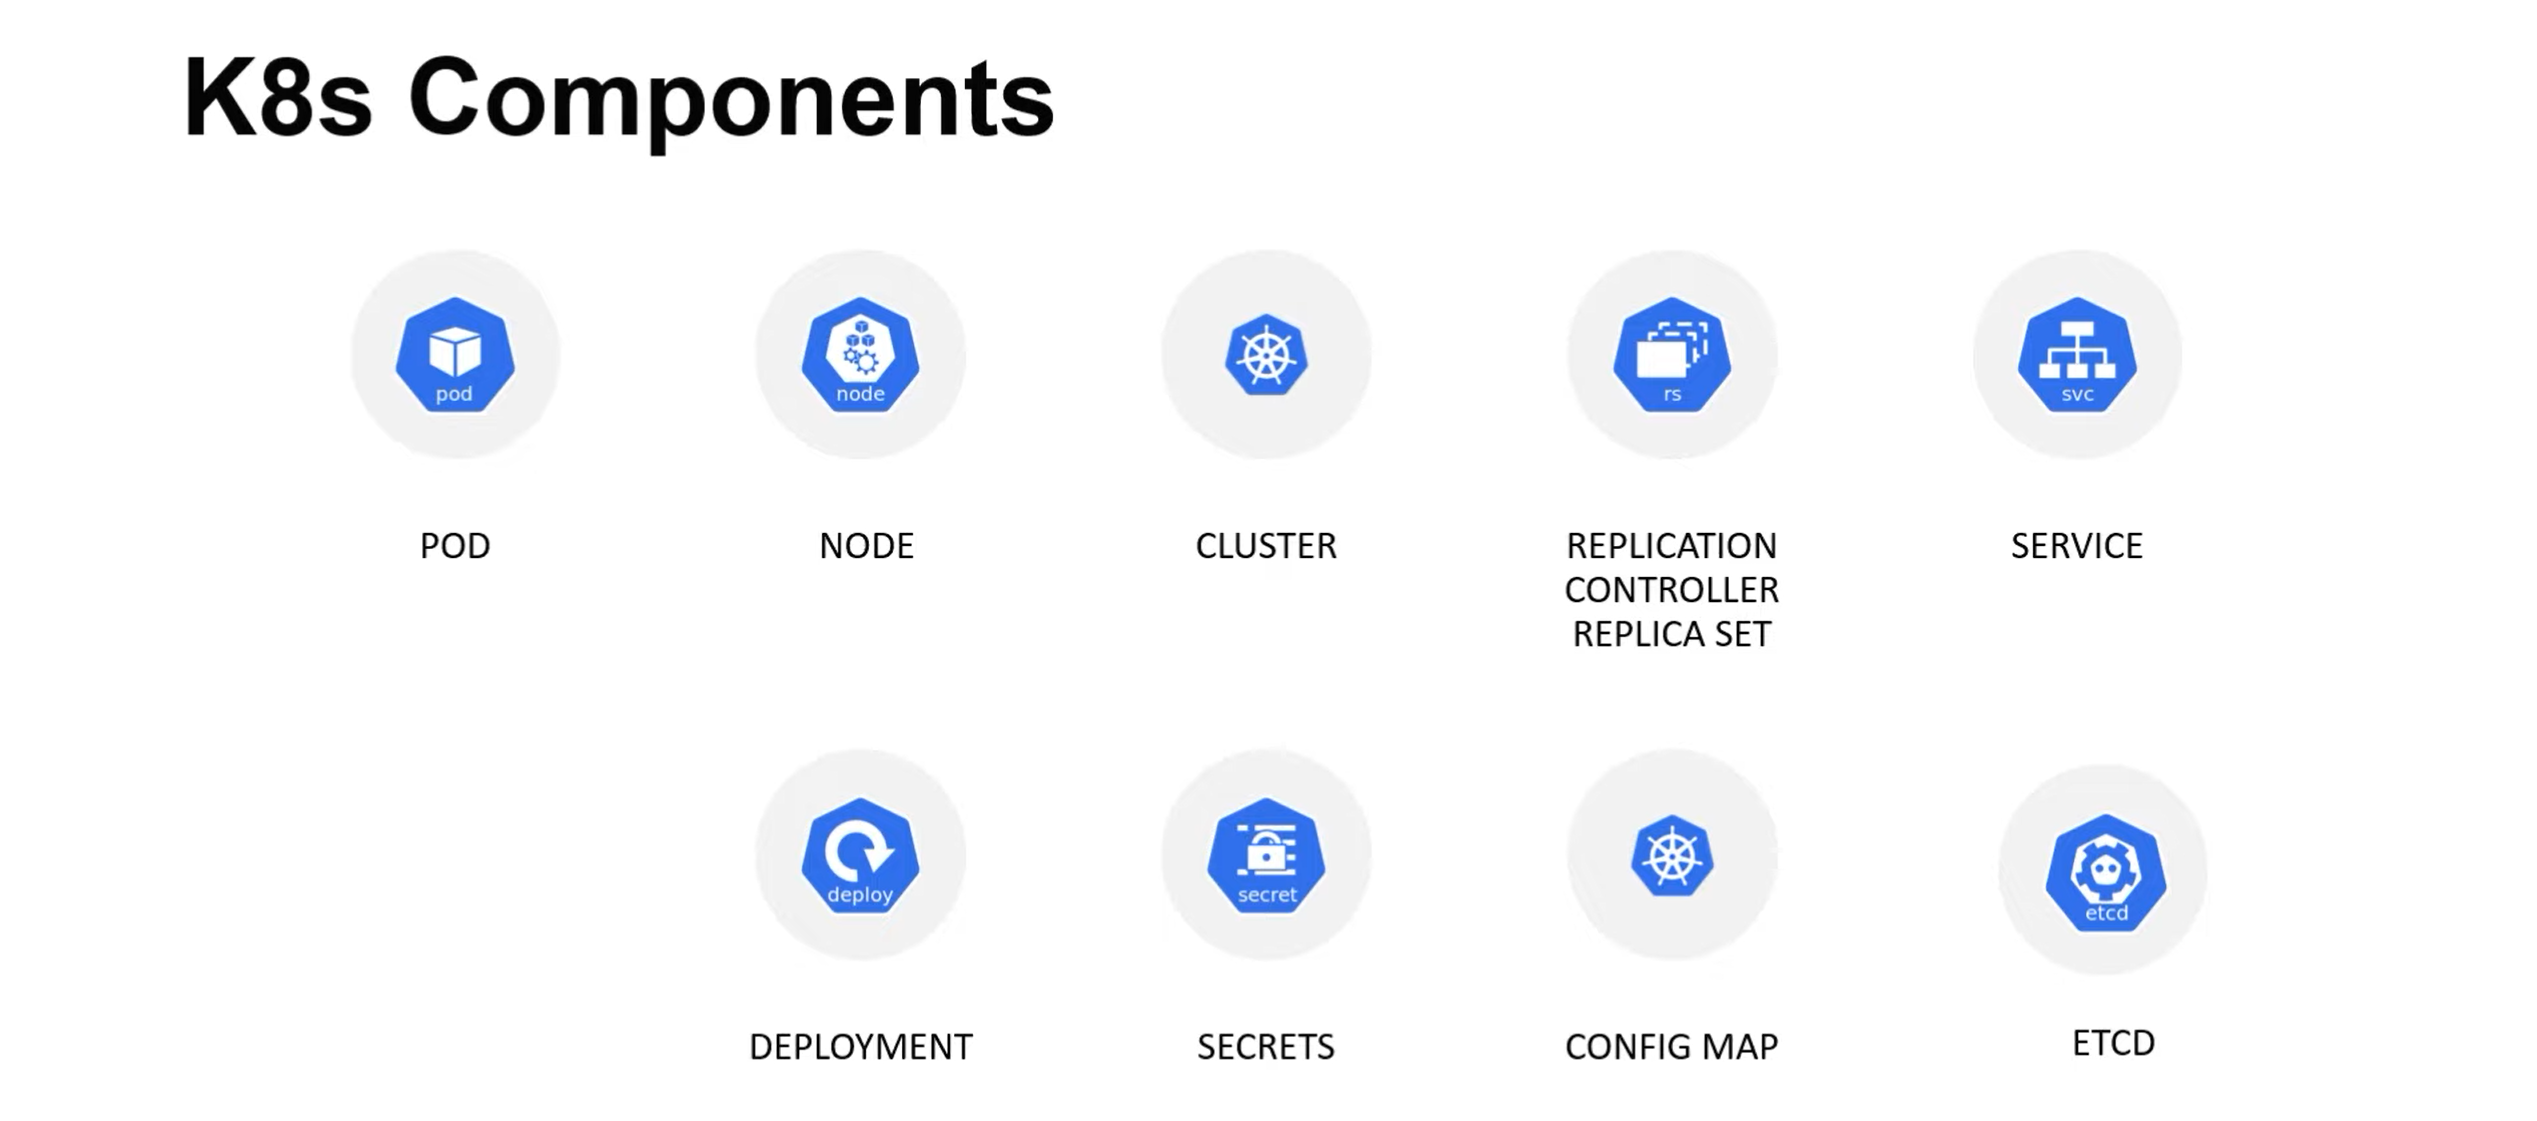 K8s Components
pod
node
rs
svc
POD
NODE
CLUSTER
REPLICATION
CONTROLLER
REPLICA SET
SERVICE
deploy
secret
etcd
DEPLOYMENT
SECRETS
CONFIG MAP
ETCD